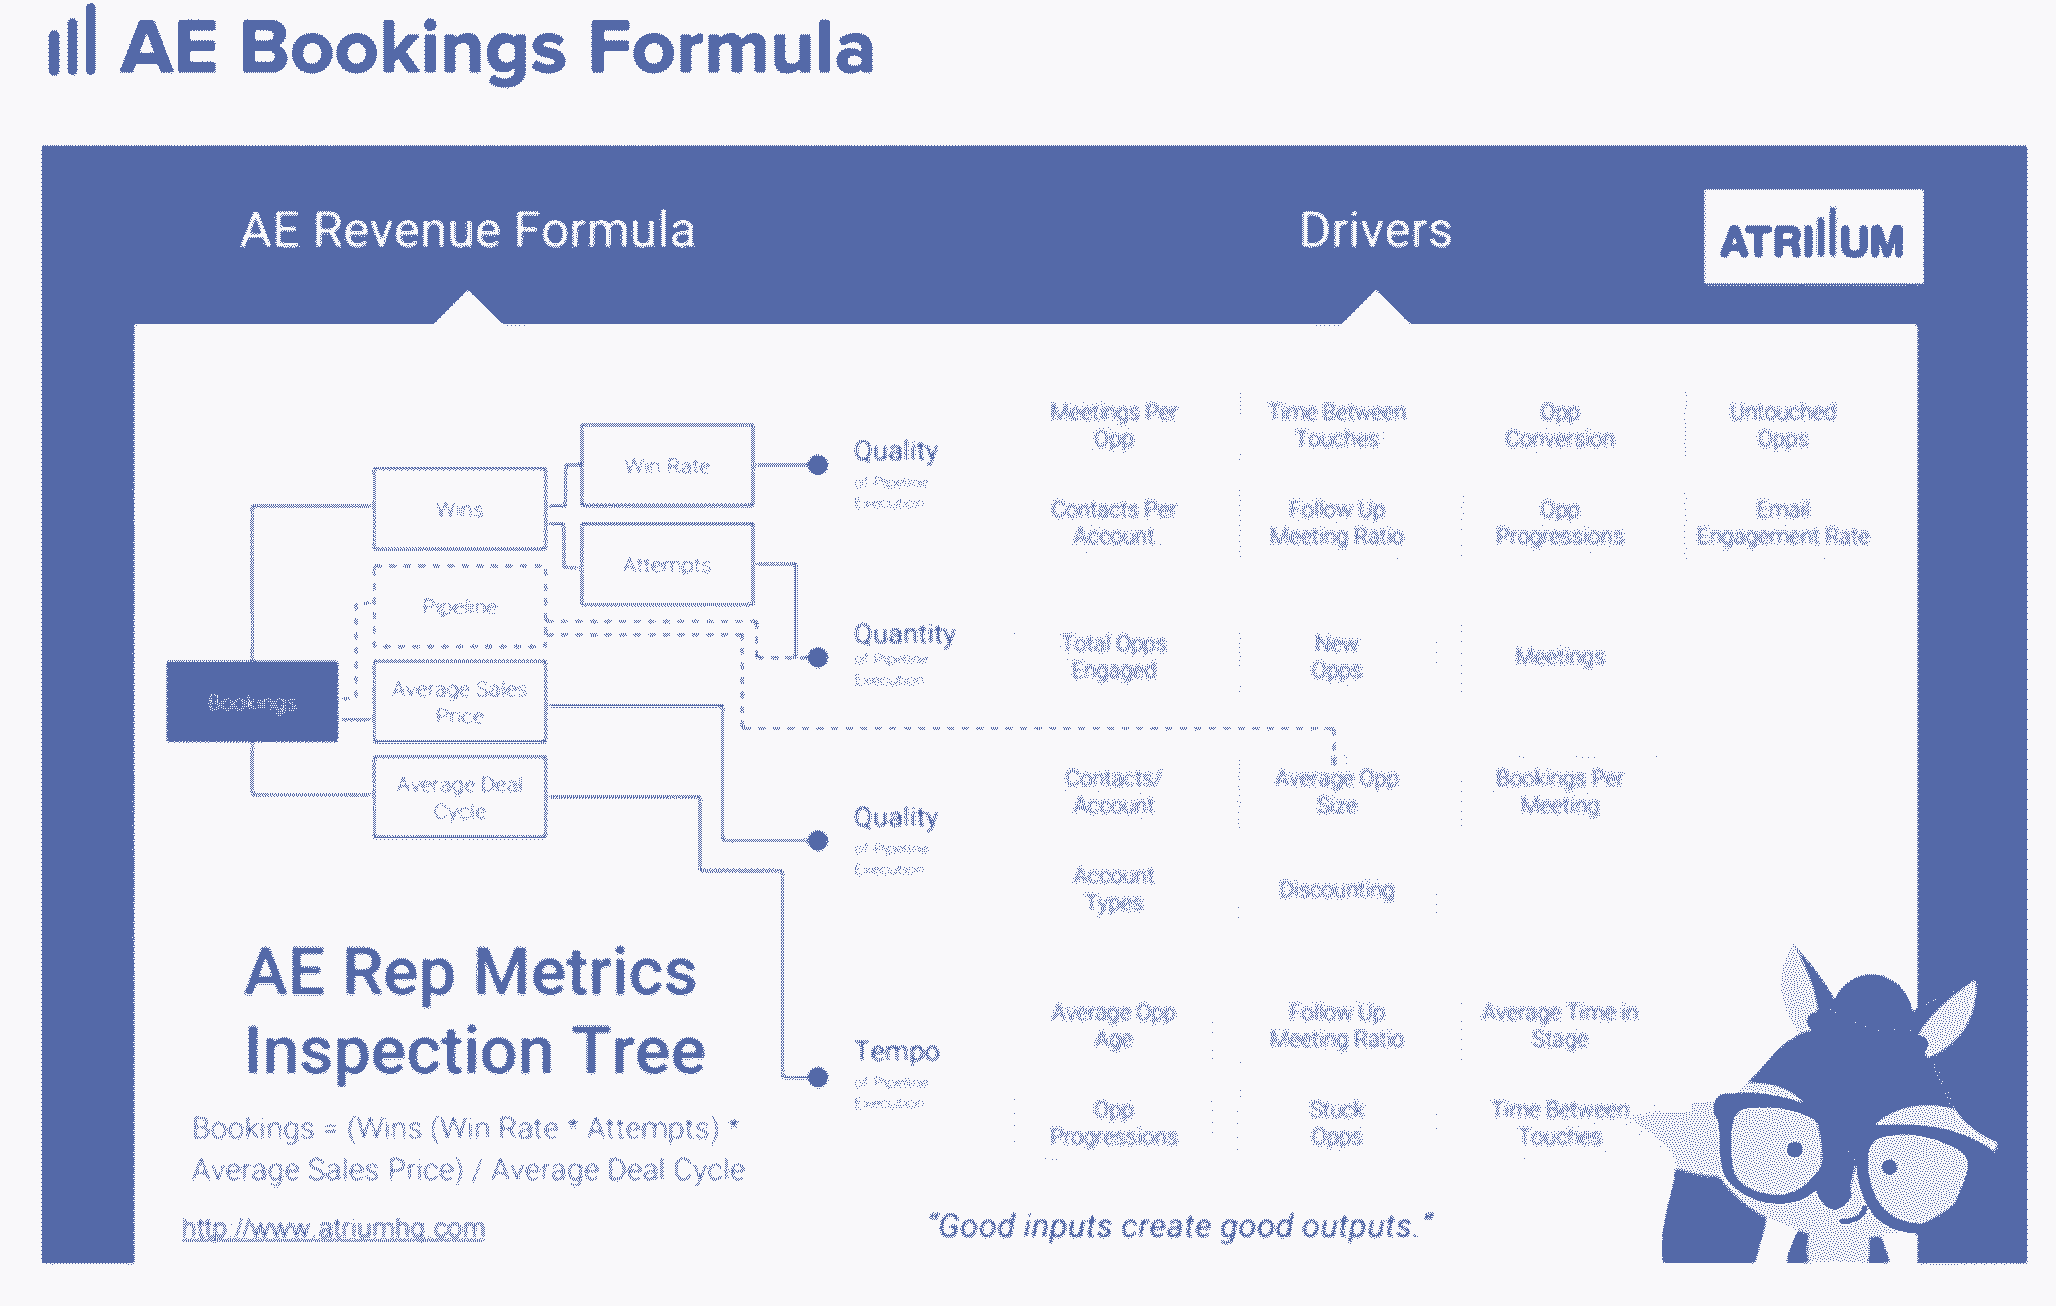 AE Bookings Formula
AE Revenue Formula
Drivers
ATRIUM
Bookings
Wins
Pipeline
Average Sales
Price
Average Deal
Cycle
Win Rate
Attempts
Quality
of Pipeline
Execution
Meetings Per
Opp
Time Between
Touches
Opp
Conversion
Untouched
Opps
Contacts Per
Account
Follow Up
Meeting Ratio
Opp
Progressions
Email
Engagement Rate
Quantity
of Pipeline
Execution
Total Opps
Engaged
New
Opps
Meetings
Quality
of Pipeline
Execution
Contacts/
Account
Average Opp
Size
Bookings Per
Meeting
Account
Types
Discounting
Tempo
of Pipeline
Execution
Average Opp
Age
Follow Up
Meeting Ratio
Average Time in
Stage
Opp
Progressions
Stuck
Opps
Time Between
Touches
AE Rep Metrics
Inspection Tree
Bookings = (Wins (Win Rate * Attempts) *
Average Sales Price) / Average Deal Cycle
http://www.atriumhq.com
"Good inputs create good outputs."